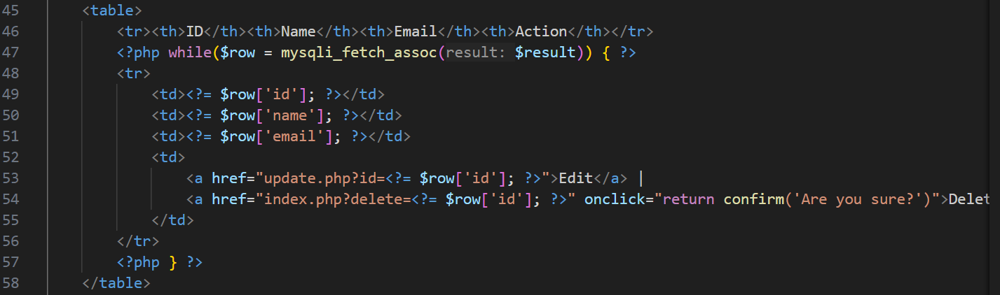 45 <table>
46 <tr><th>ID</th><th>Name</th><th>Email</th><th>Action</th></tr>
47 <?php while($row = mysqli_fetch_assoc(result: $result)) { ?>
48 <tr>
49 <td><?= $row['id']; ?></td>
50 <td><?= $row['name']; ?></td>
51 <td><?= $row['email']; ?></td>
52 <td>
53 <a href="update.php?id=<?= $row['id']; ?>">Edit</a> |
54 <a href="index.php?delete=<?= $row['id']; ?>" onclick="return confirm('Are you sure?')">Delet
55 </td>
56 </tr>
57 <?php } ?>
58 </table>